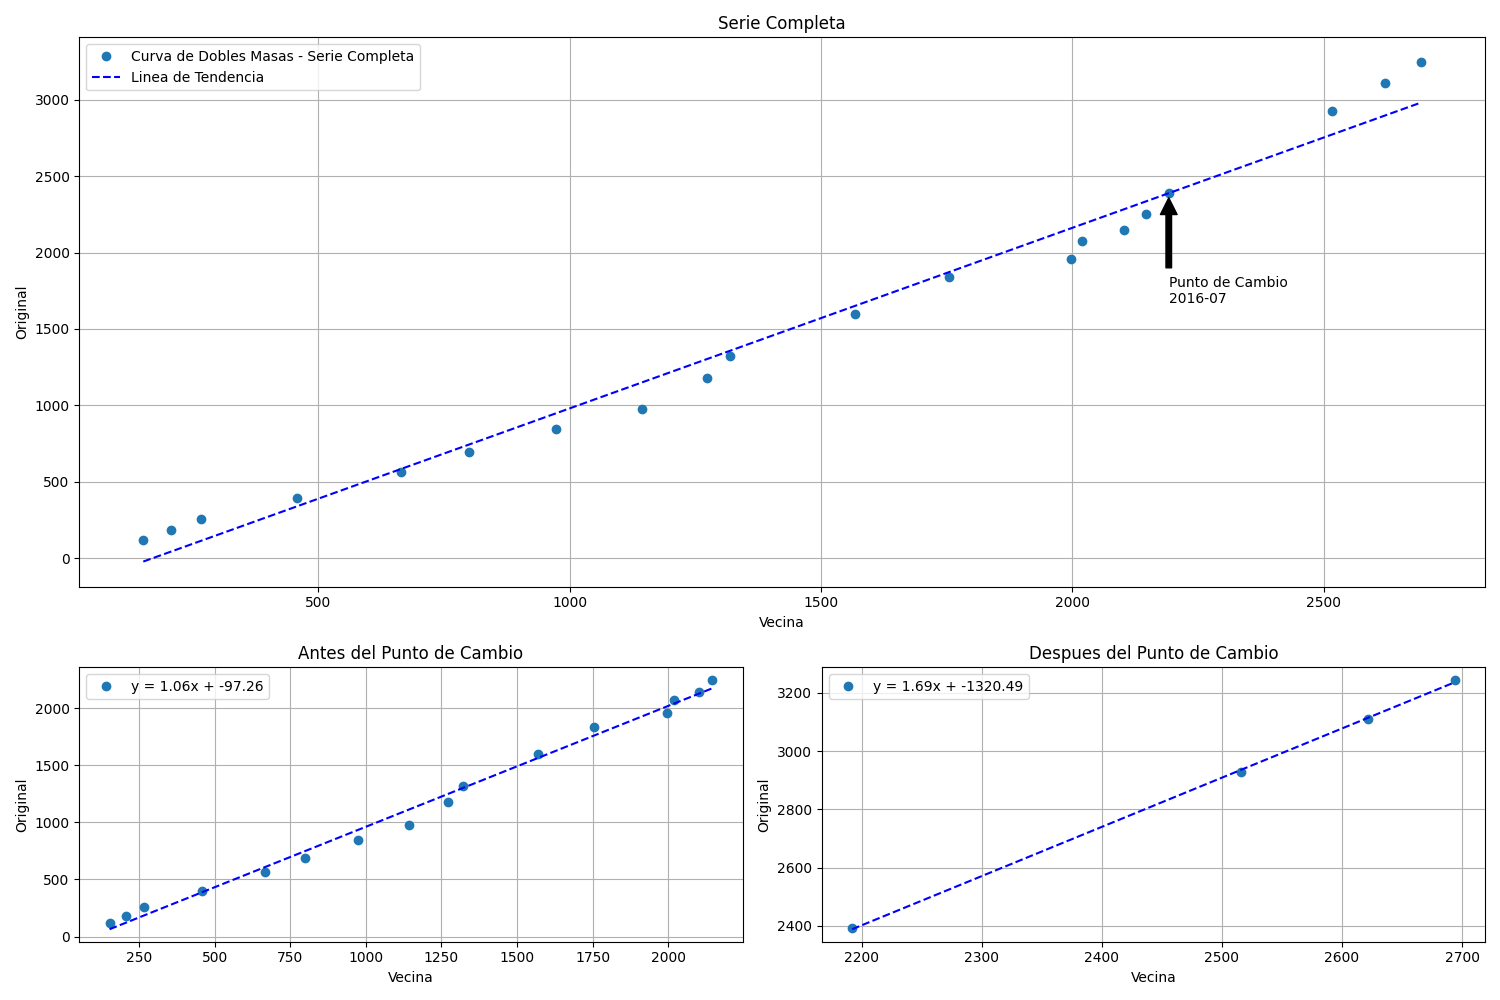 Serie Completa
Curva de Dobles Masas - Serie Completa
Linea de Tendencia
3000
2500
2000
1500
1000
500
0
Original
Punto de Cambio
2016-07
500
1000
1500
2000
2500
Vecina
Antes del Punto de Cambio
y = 1.06x + -97.26
2000
1500
1000
500
0
Original
250
500
750
1000
1250
1500
1750
2000
Vecina
Despues del Punto de Cambio
y = 1.69x + -1320.49
3200
3000
2800
2600
2400
Original
2200
2300
2400
2500
2600
2700
Vecina